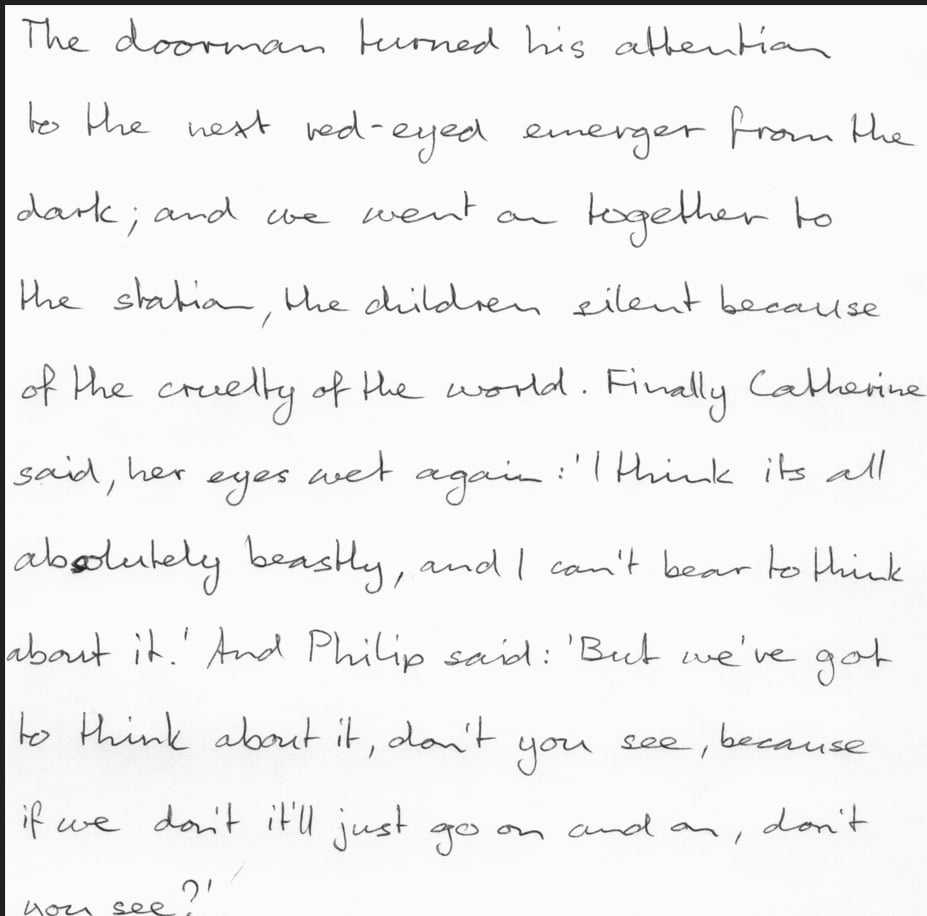 The doorman turned his attention
to the next red-eyed emerger from the
dark; and we went on together to
the station, the children silent because
of the cruelty of the world. Finally Catherine
said, her eyes wet again: 'I think its all
absolutely beastly, and I can't bear to think
about it.' And Philip said: 'But we've got
to think about it, don't you see, because
if we don't it'll just go on and on, don't
you see?'